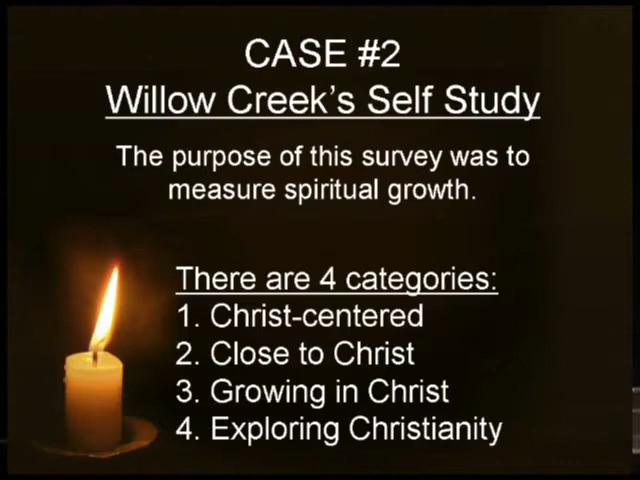 CASE #2
Willow Creek's Self Study
The purpose of this survey was to
measure spiritual growth.
There are 4 categories:
1. Christ-centered
2. Close to Christ
3. Growing in Christ
4. Exploring Christianity